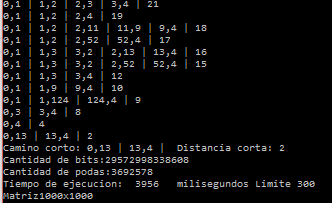 0,1 | 1,2 | 2,3 | 3,4 | 21
0,1 | 1,2 | 2,4 | 19
0,1 | 1,2 | 2,11 | 11,9 | 9,4 | 18
0,1 | 1,2 | 2,52 | 52,4 | 17
0,1 | 1,3 | 3,2 | 2,13 | 13,4 | 16
0,1 | 1,3 | 3,2 | 2,52 | 52,4 | 15
0,1 | 1,3 | 3,4 | 12
0,1 | 1,9 | 9,4 | 10
0,1 | 1,124 | 124,4 | 9
0,3 | 3,4 | 8
0,4 | 4
0,13 | 13,4 | 2
Camino corto: 0,13 | 13,4 | Distancia corta: 2
Cantidad de bits:29572998338608
Cantidad de podas:3692578
Tiempo de ejecucion: 3956 milisegundos Limite 300
Matriz1000x1000